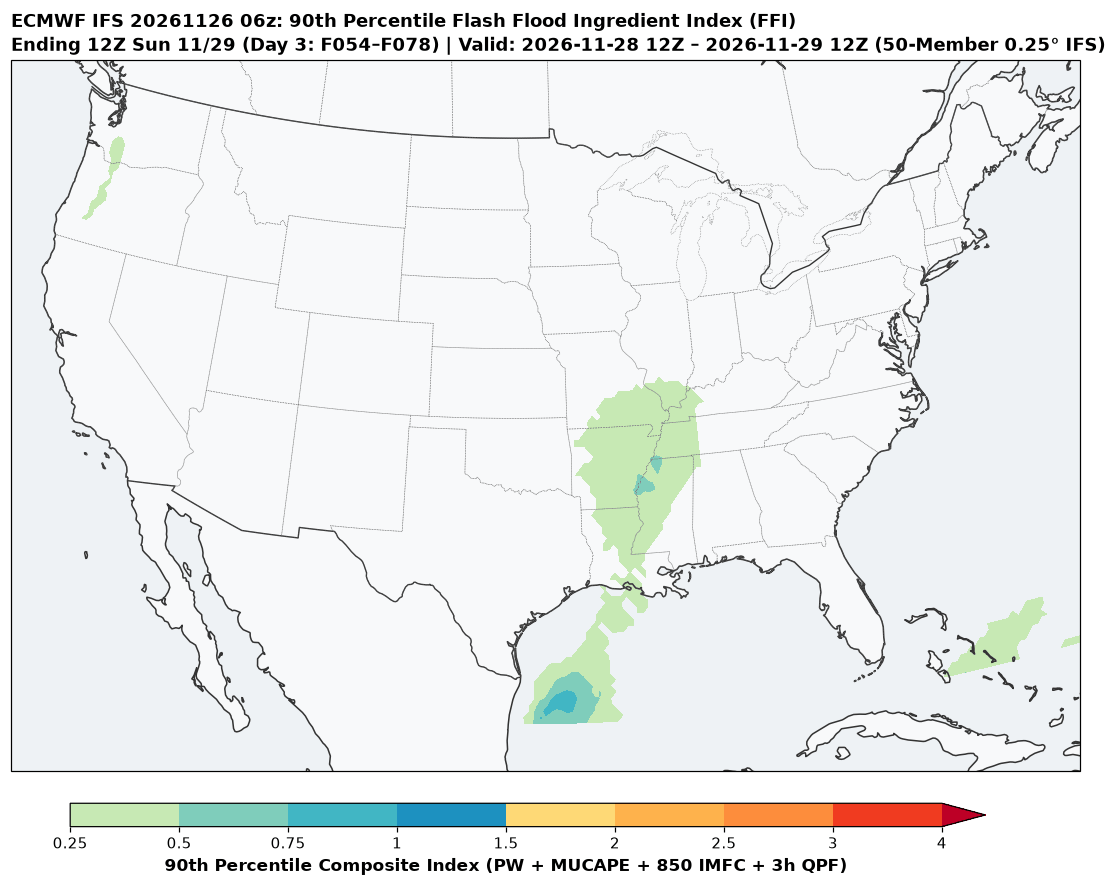 ECMWF IFS 20261126 06z: 90th Percentile Flash Flood Ingredient Index (FFI)
Ending 12Z Sun 11/29 (Day 3: F054–F078) | Valid: 2026-11-28 12Z – 2026-11-29 12Z (50-Member 0.25° IFS)
0.25 0.5 0.75 1 1.5 2 2.5 3 4
90th Percentile Composite Index (PW + MUCAPE + 850 IMFC + 3h QPF)